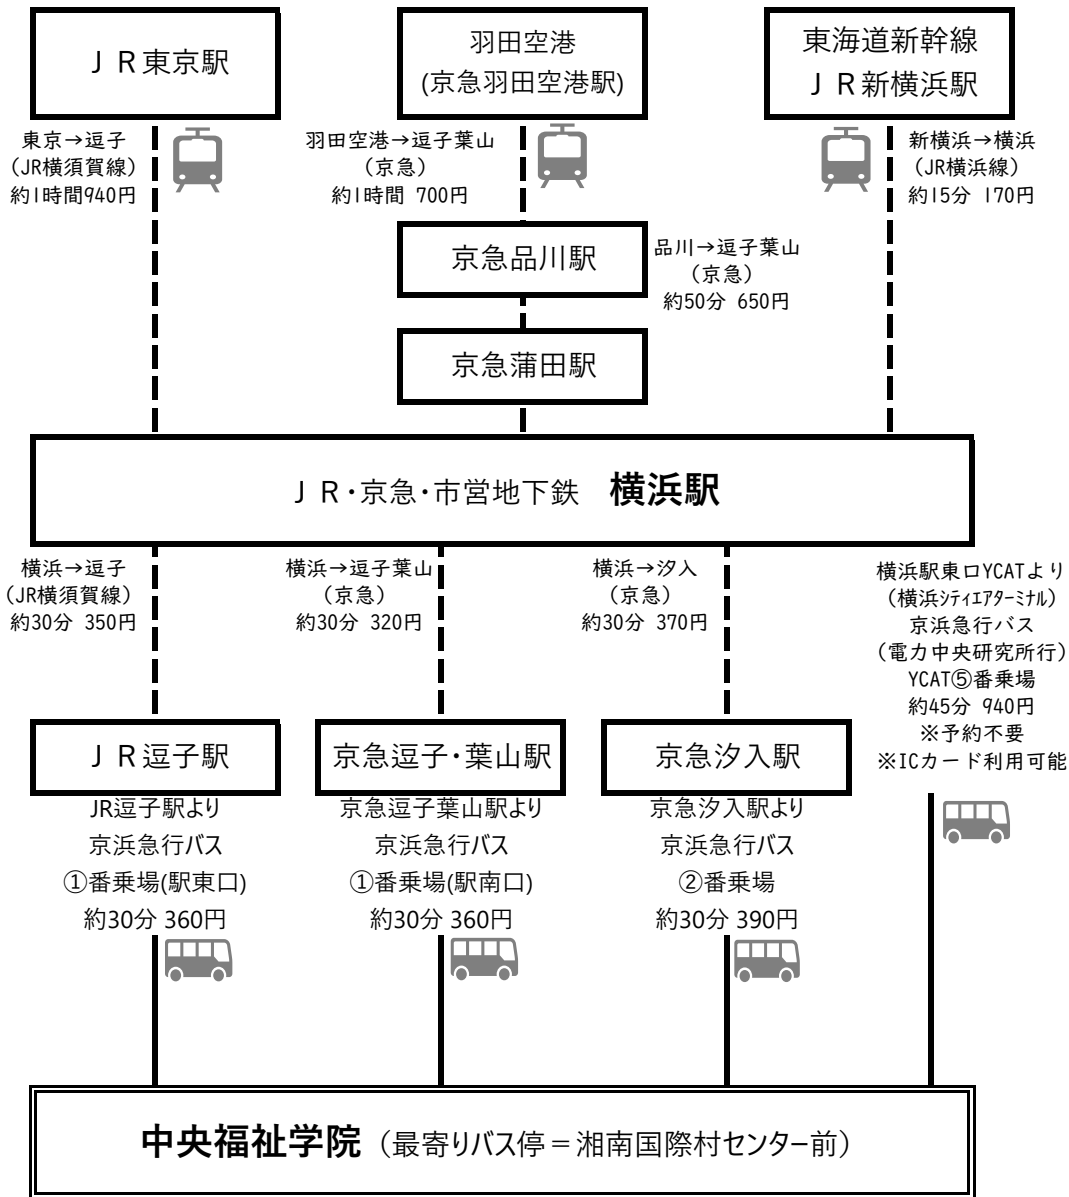 ＪＲ東京駅
羽田空港
(京急羽田空港駅)
東海道新幹線
ＪＲ新横浜駅
東京→逗子
(JR横須賀線)
約1時間940円
羽田空港→逗子葉山
(京急)
約1時間 700円
新横浜→横浜
(JR横浜線)
約15分 170円
京急品川駅
品川→逗子葉山
(京急)
約50分 650円
京急蒲田駅
ＪＲ・京急・市営地下鉄　横浜駅
横浜→逗子
(JR横須賀線)
約30分 350円
横浜→逗子葉山
(京急)
約30分 320円
横浜→汐入
(京急)
約30分 370円
横浜駅東口YCATより
(横浜ｼﾃｨｴｱﾀｰﾐﾅﾙ)
京浜急行バス
(電力中央研究所行)
YCAT⑤番乗場
約45分 940円
※予約不要
※ICカード利用可能
ＪＲ逗子駅
京急逗子・葉山駅
京急汐入駅
JR逗子駅より
京浜急行バス
①番乗場(駅東口)
約30分 360円
京急逗子葉山駅より
京浜急行バス
①番乗場(駅南口)
約30分 360円
京急汐入駅より
京浜急行バス
②番乗場
約30分 390円
中央福祉学院（最寄りバス停＝湘南国際村センター前）